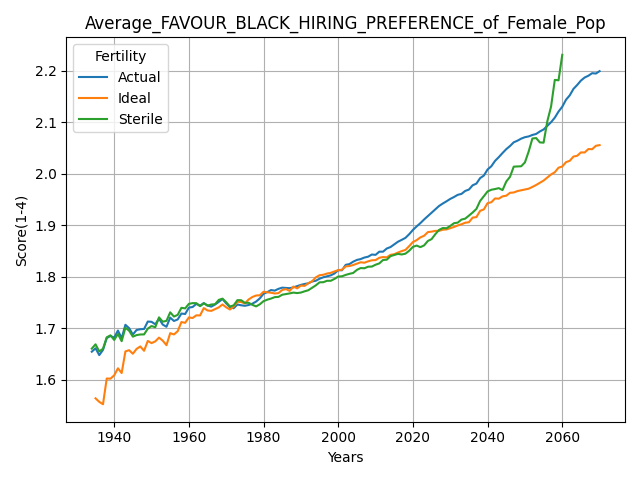 Average_FAVOUR_BLACK_HIRING_PREFERENCE_of_Female_Pop
Fertility
Actual
Ideal
Sterile
Score(1-4)
2.2
2.1
2.0
1.9
1.8
1.7
1.6
1940 1960 1980 2000 2020 2040 2060
Years